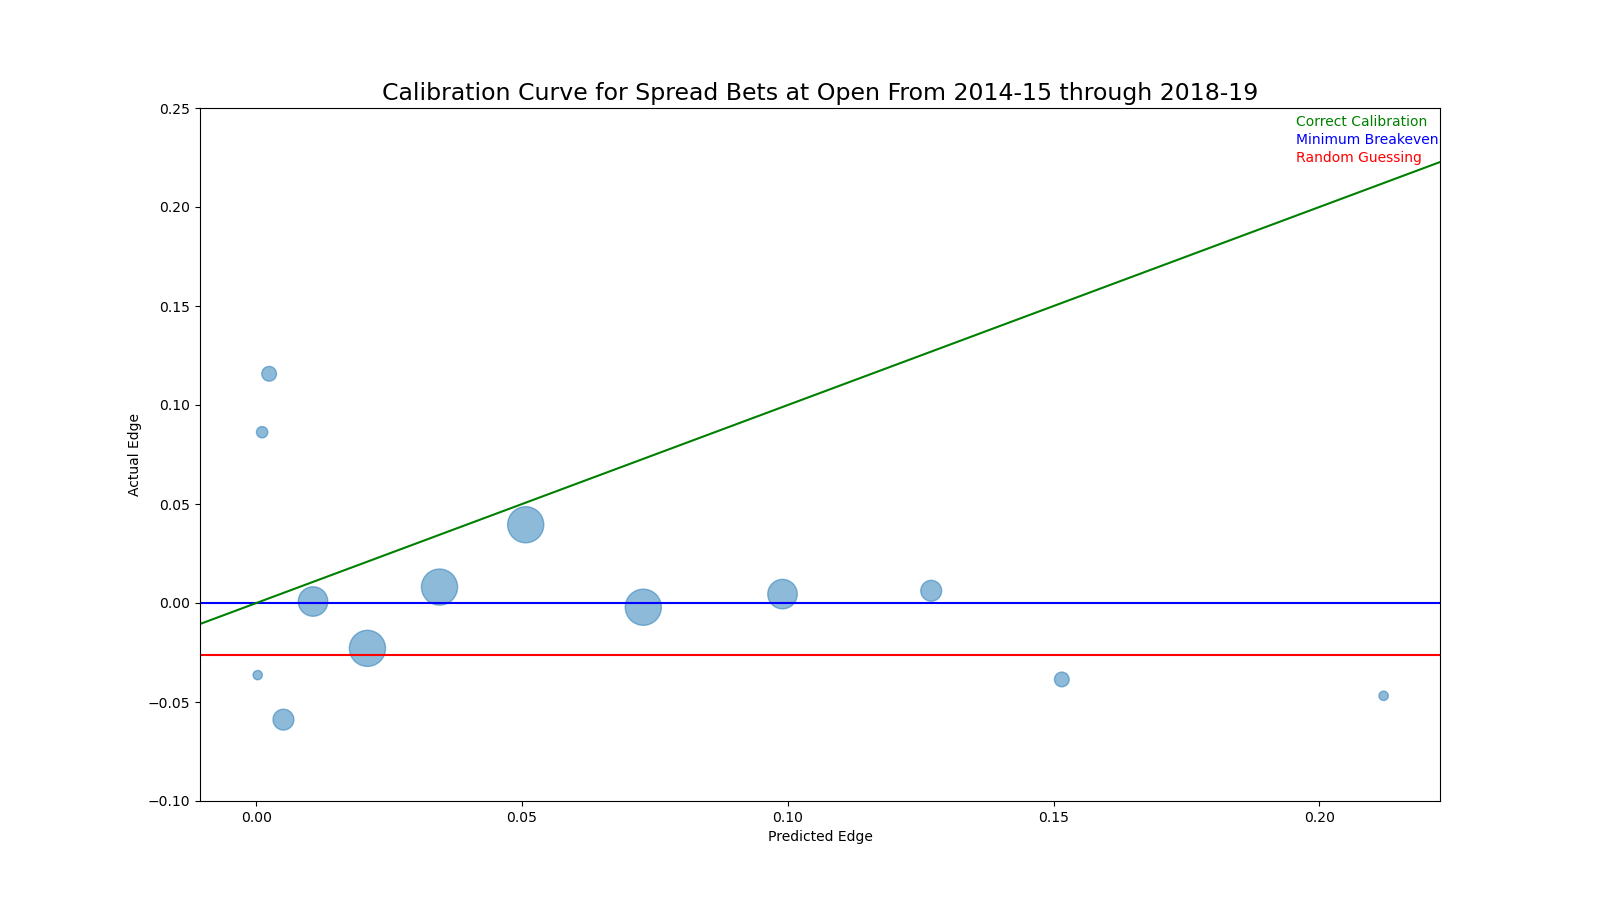 Calibration Curve for Spread Bets at Open From 2014-15 through 2018-19
0.25
Correct Calibration
Minimum Breakeven
Random Guessing
0.20
0.15
0.10
Actual Edge
0.05
0.00
−0.05
−0.10
0.00 0.05 0.10 0.15 0.20
Predicted Edge